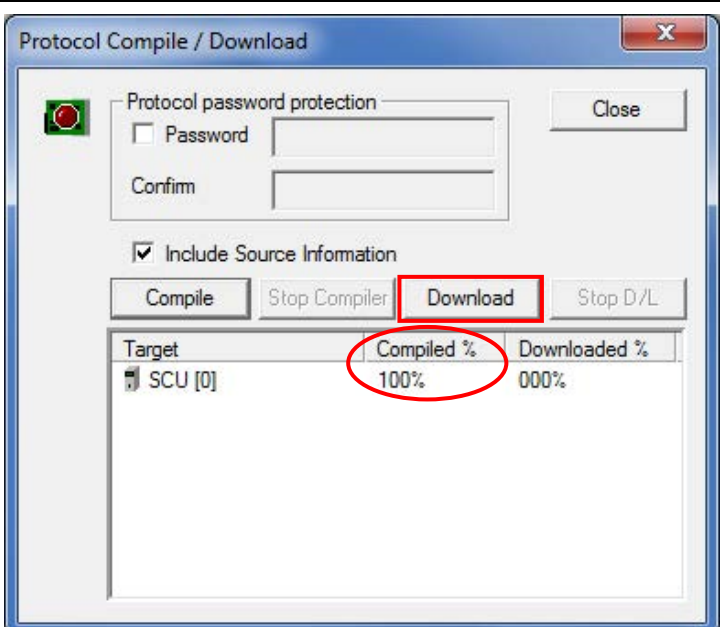 Protocol Compile / Download
X
Protocol password protection
Close
Password
Confirm
Include Source Information
Compile Stop Compiler Download Stop D/L
Target Compiled % Downloaded %
SCU [0] 100% 000%